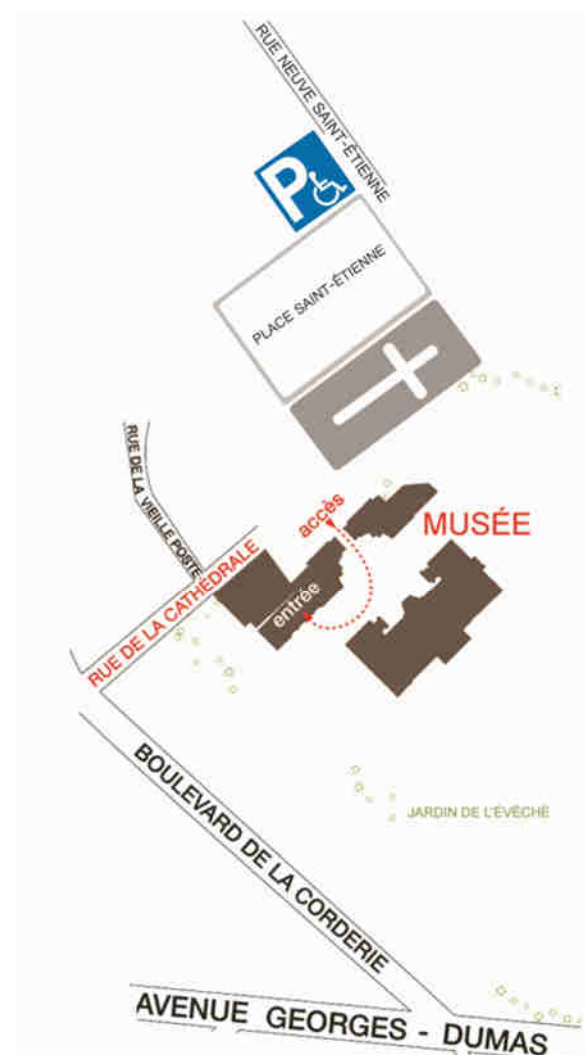 RUE NEUVE SAINT-ÉTIENNE
P
PLACE SAINT-ÉTIENNE
RUE DE LA VIEILLE POSTE
accès
MUSÉE
RUE DE LA CATHÉDRALE
entrée
BOULEVARD DE LA CORDERIE
JARDIN DE L'ÉVÊCHÉ
AVENUE GEORGES - DUMAS